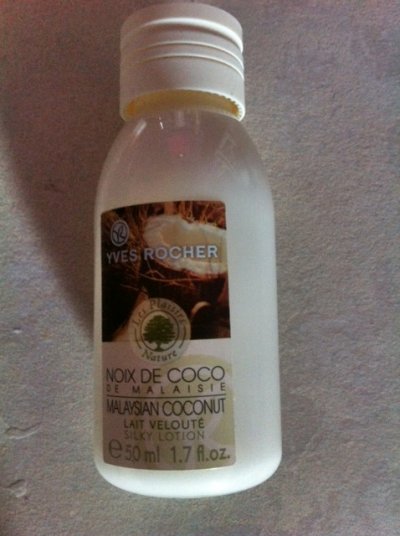 YR
YVES ROCHER
Les Plaisirs
Nature
NOIX DE COCO
DE MALAISIE
MALAYSIAN COCONUT
LAIT VELOUTÉ
SILKY LOTION
e 50 ml 1.7 fl.oz.